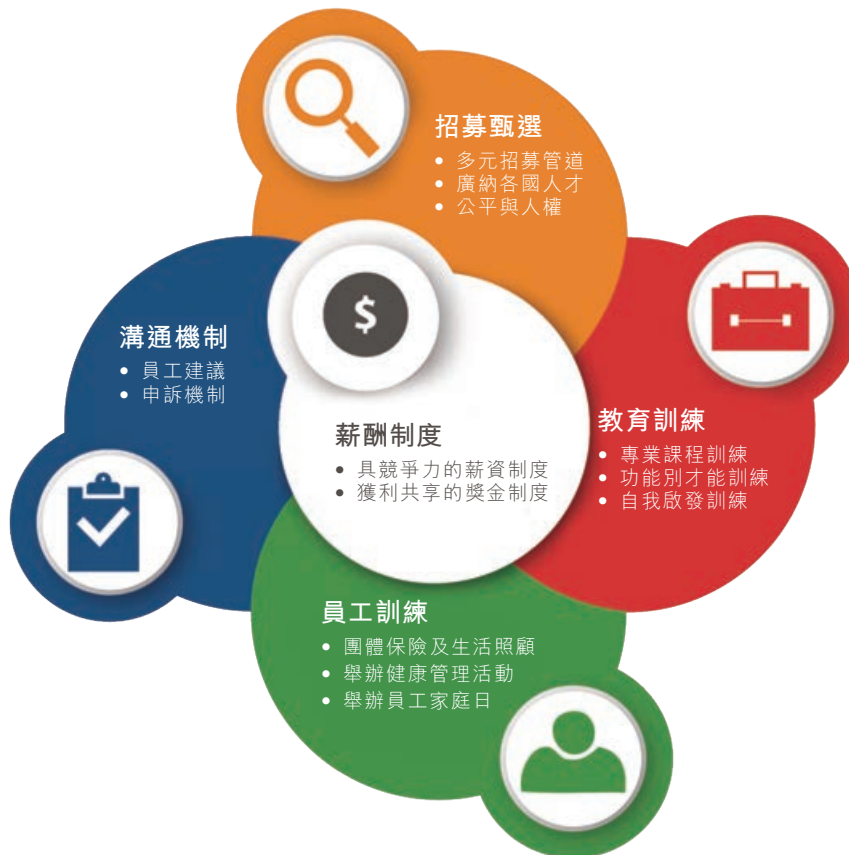 招募甄選
• 多元招募管道
• 廣納各國人才
• 公平與人權
溝通機制
• 員工建議
• 申訴機制
$
薪酬制度
• 具競爭力的薪資制度
• 獲利共享的獎金制度
教育訓練
• 專業課程訓練
• 功能別才能訓練
• 自我啟發訓練
員工訓練
• 團體保險及生活照顧
• 舉辦健康管理活動
• 舉辦員工家庭日